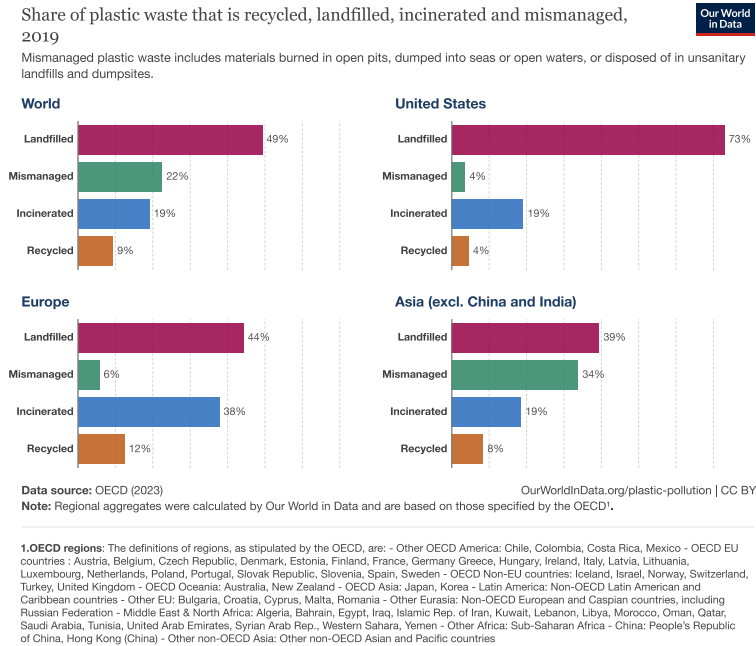 Share of plastic waste that is recycled, landfilled, incinerated and mismanaged,
2019
Our World
in Data
Mismanaged plastic waste includes materials burned in open pits, dumped into seas or open waters, or disposed of in unsanitary
landfills and dumpsites.
World
Landfilled 49%
Mismanaged 22%
Incinerated 19%
Recycled 9%
United States
Landfilled 73%
Mismanaged 4%
Incinerated 19%
Recycled 4%
Europe
Landfilled 44%
Mismanaged 6%
Incinerated 38%
Recycled 12%
Asia (excl. China and India)
Landfilled 39%
Mismanaged 34%
Incinerated 19%
Recycled 8%
Data source: OECD (2023)
OurWorldInData.org/plastic-pollution | CC BY
Note: Regional aggregates were calculated by Our World in Data and are based on those specified by the OECD¹.
1.OECD regions: The definitions of regions, as stipulated by the OECD, are: - Other OECD America: Chile, Colombia, Costa Rica, Mexico - OECD EU
countries : Austria, Belgium, Czech Republic, Denmark, Estonia, Finland, France, Germany Greece, Hungary, Ireland, Italy, Latvia, Lithuania,
Luxembourg, Netherlands, Poland, Portugal, Slovak Republic, Slovenia, Spain, Sweden - OECD Non-EU countries: Iceland, Israel, Norway, Switzerland,
Turkey, United Kingdom - OECD Oceania: Australia, New Zealand - OECD Asia: Japan, Korea - Latin America: Non-OECD Latin American and
Caribbean countries - Other EU: Bulgaria, Croatia, Cyprus, Malta, Romania - Other Eurasia: Non-OECD European and Caspian countries, including
Russian Federation - Middle East & North Africa: Algeria, Bahrain, Egypt, Iraq, Islamic Rep. of Iran, Kuwait, Lebanon, Libya, Morocco, Oman, Qatar,
Saudi Arabia, Tunisia, United Arab Emirates, Syrian Arab Rep., Western Sahara, Yemen - Other Africa: Sub-Saharan Africa - China: People's Republic
of China, Hong Kong (China) - Other non-OECD Asia: Other non-OECD Asian and Pacific countries